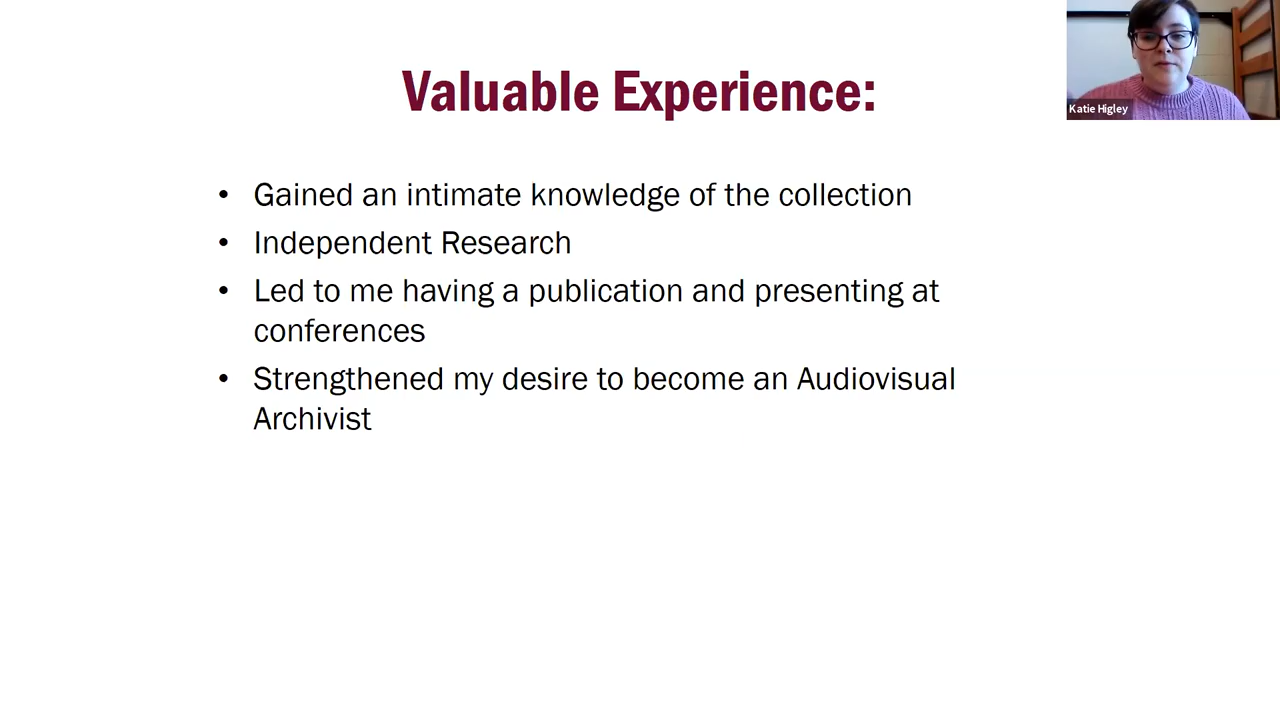 Valuable Experience:
Katie Higley
• Gained an intimate knowledge of the collection
• Independent Research
• Led to me having a publication and presenting at
conferences
• Strengthened my desire to become an Audiovisual
Archivist